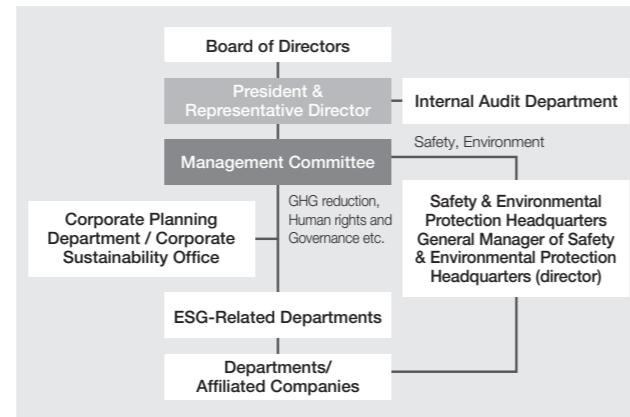 Board of Directors
President &
Representative Director
Internal Audit Department
Management Committee
Safety, Environment
GHG reduction,
Human rights and
Governance etc.
Corporate Planning
Department / Corporate
Sustainability Office
Safety & Environmental
Protection Headquarters
General Manager of Safety
& Environmental Protection
Headquarters (director)
ESG-Related Departments
Departments/
Affiliated Companies